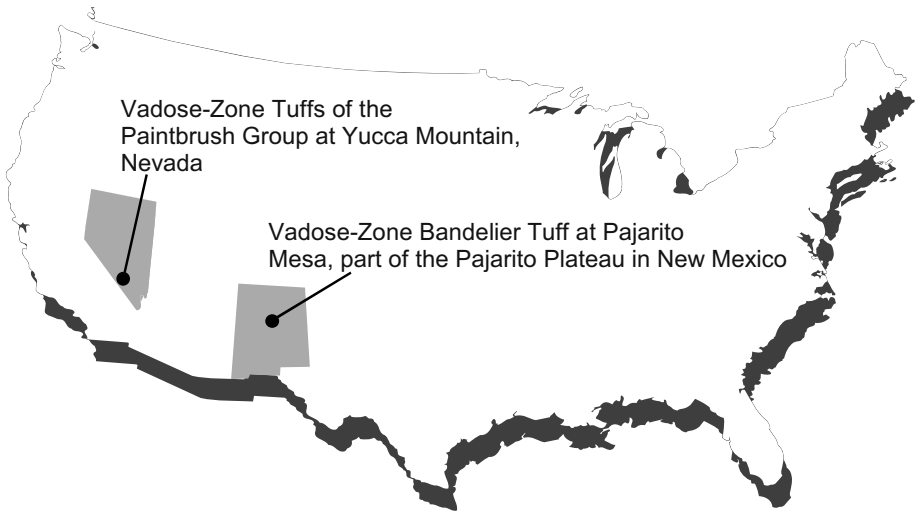 Vadose-Zone Tuffs of the
Paintbrush Group at Yucca Mountain,
Nevada
Vadose-Zone Bandelier Tuff at Pajarito
Mesa, part of the Pajarito Plateau in New Mexico